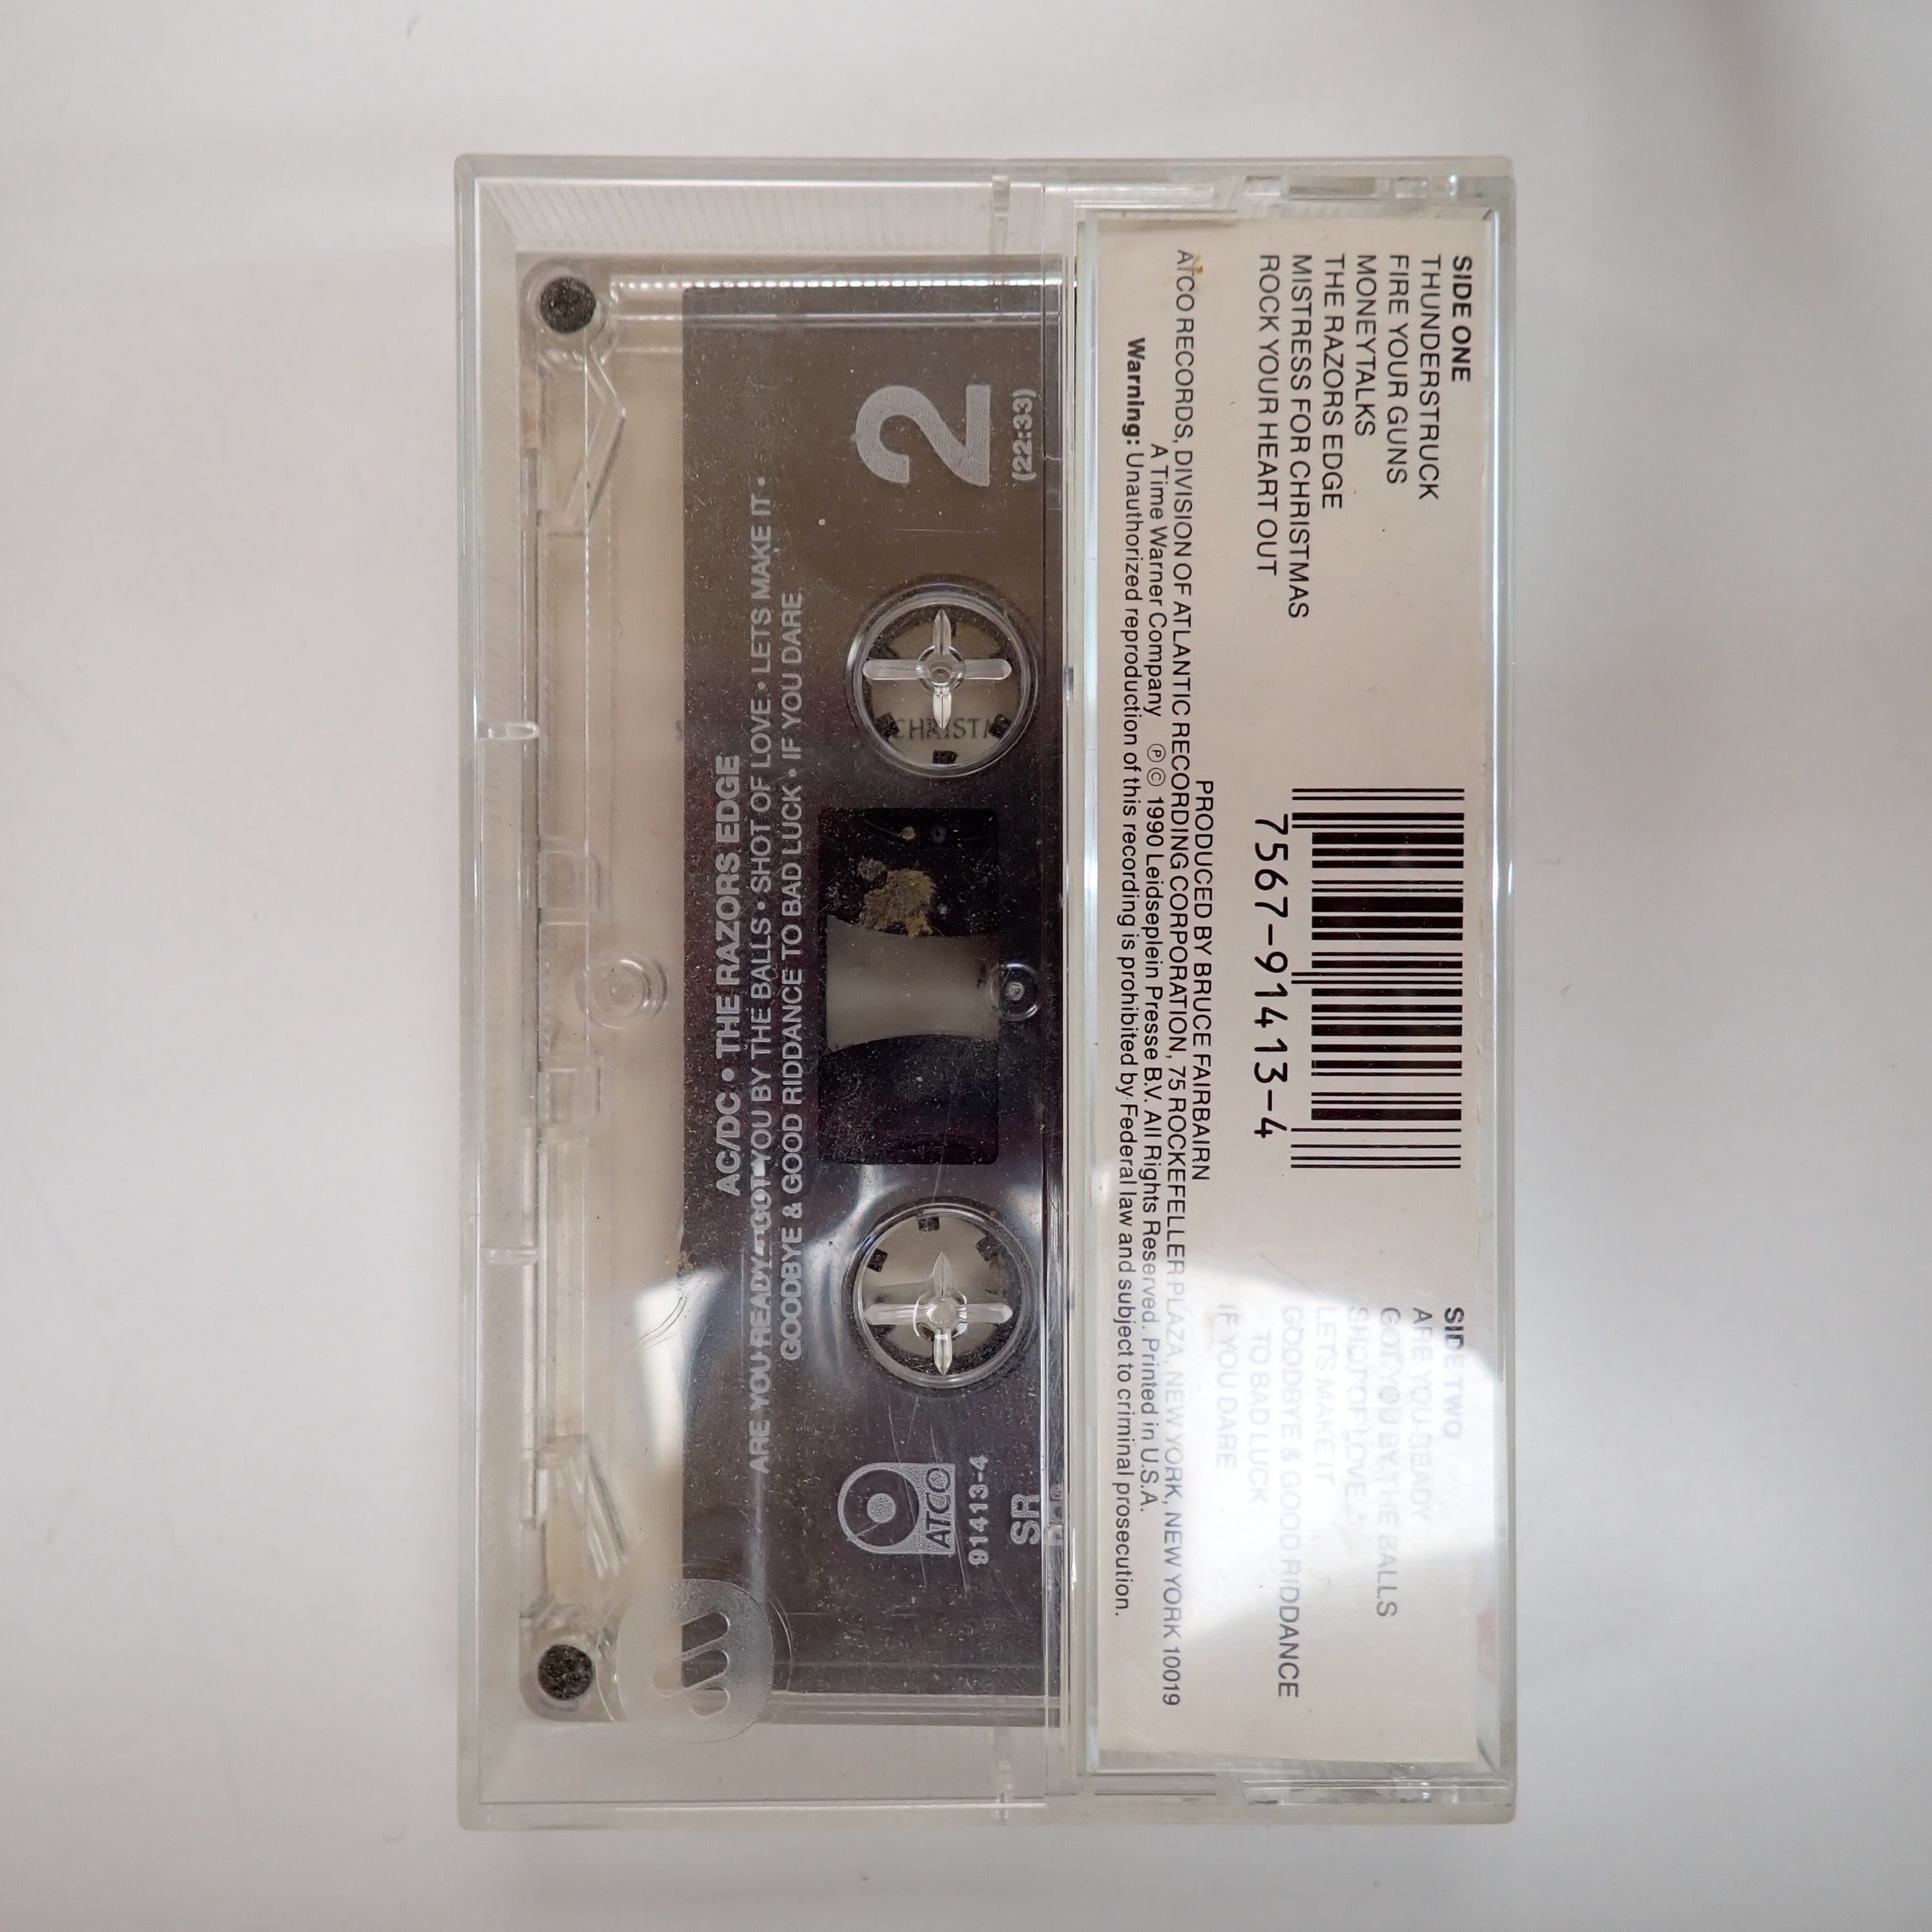 SIDE ONE
THUNDERSTRUCK
FIRE YOUR GUNS
MONEYTALKS
THE RAZORS EDGE
MISTRESS FOR CHRISTMAS
ROCK YOUR HEART OUT
7567-91413-4
SIDE TWO
ARE YOU READY
GOT YOU BY THE BALLS
SHOT OF LOVE
LETS MAKE IT
GOODBYE & GOOD RIDDANCE
TO BAD LUCK
IF YOU DARE
PRODUCED BY BRUCE FAIRBAIRN
ATCO RECORDS, DIVISION OF ATLANTIC RECORDING CORPORATION, 75 ROCKEFELLER PLAZA, NEW YORK, NEW YORK 10019
A Time Warner Company ℗ © 1990 Leidseplein Presse B.V. All Rights Reserved. Printed in U.S.A.
Warning: Unauthorized reproduction of this recording is prohibited by Federal law and subject to criminal prosecution.
AC/DC • THE RAZORS EDGE
ARE YOU READY • GOT YOU BY THE BALLS • SHOT OF LOVE • LETS MAKE IT •
GOODBYE & GOOD RIDDANCE TO BAD LUCK • IF YOU DARE
2
(22:33)
ATCO
91413-4
SR